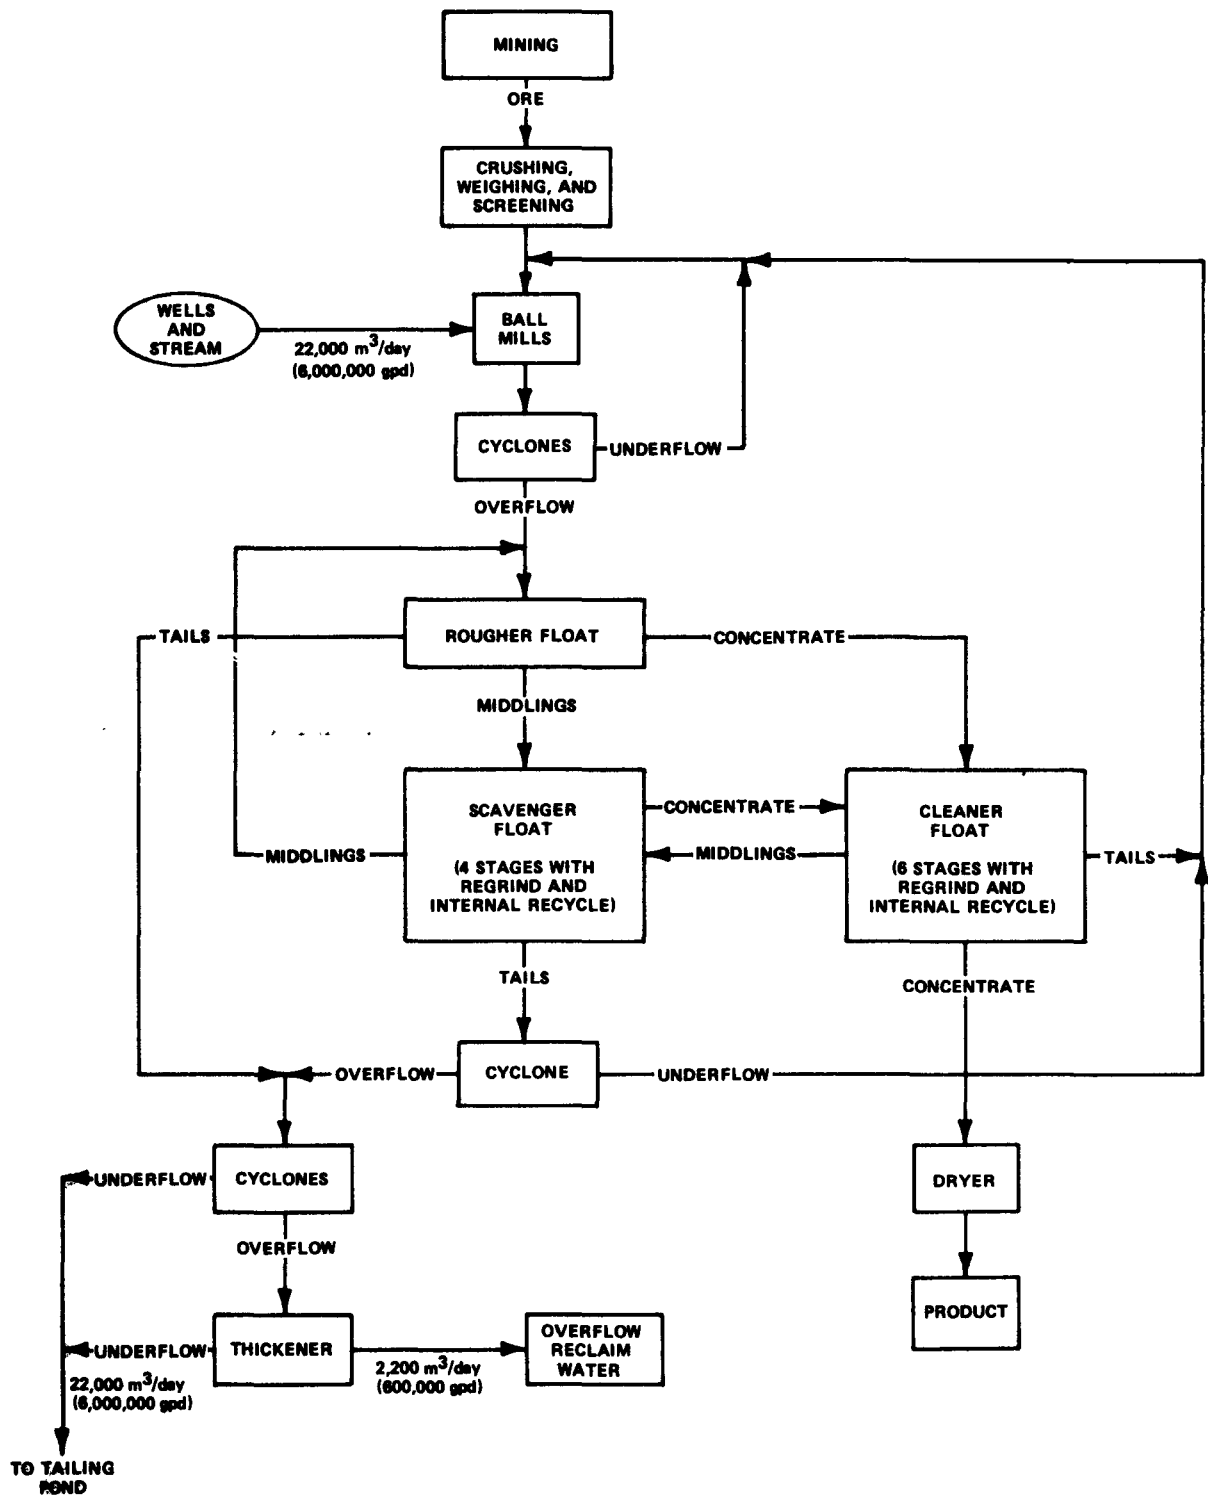 MINING
ORE
CRUSHING,
WEIGHING, AND
SCREENING
WELLS
AND
STREAM
22,000 m³/day
(6,000,000 gpd)
BALL
MILLS
CYCLONES
UNDERFLOW
OVERFLOW
TAILS
ROUGHER FLOAT
CONCENTRATE
MIDDLINGS
SCAVENGER
FLOAT
(4 STAGES WITH
REGRIND AND
INTERNAL RECYCLE)
CONCENTRATE
MIDDLINGS
MIDDLINGS
CLEANER
FLOAT
(6 STAGES WITH
REGRIND AND
INTERNAL RECYCLE)
TAILS
TAILS
CONCENTRATE
OVERFLOW
CYCLONE
UNDERFLOW
UNDERFLOW
CYCLONES
DRYER
OVERFLOW
PRODUCT
UNDERFLOW
THICKENER
2,200 m³/day
(600,000 gpd)
OVERFLOW
RECLAIM
WATER
22,000 m³/day
(6,000,000 gpd)
TO TAILING
POND